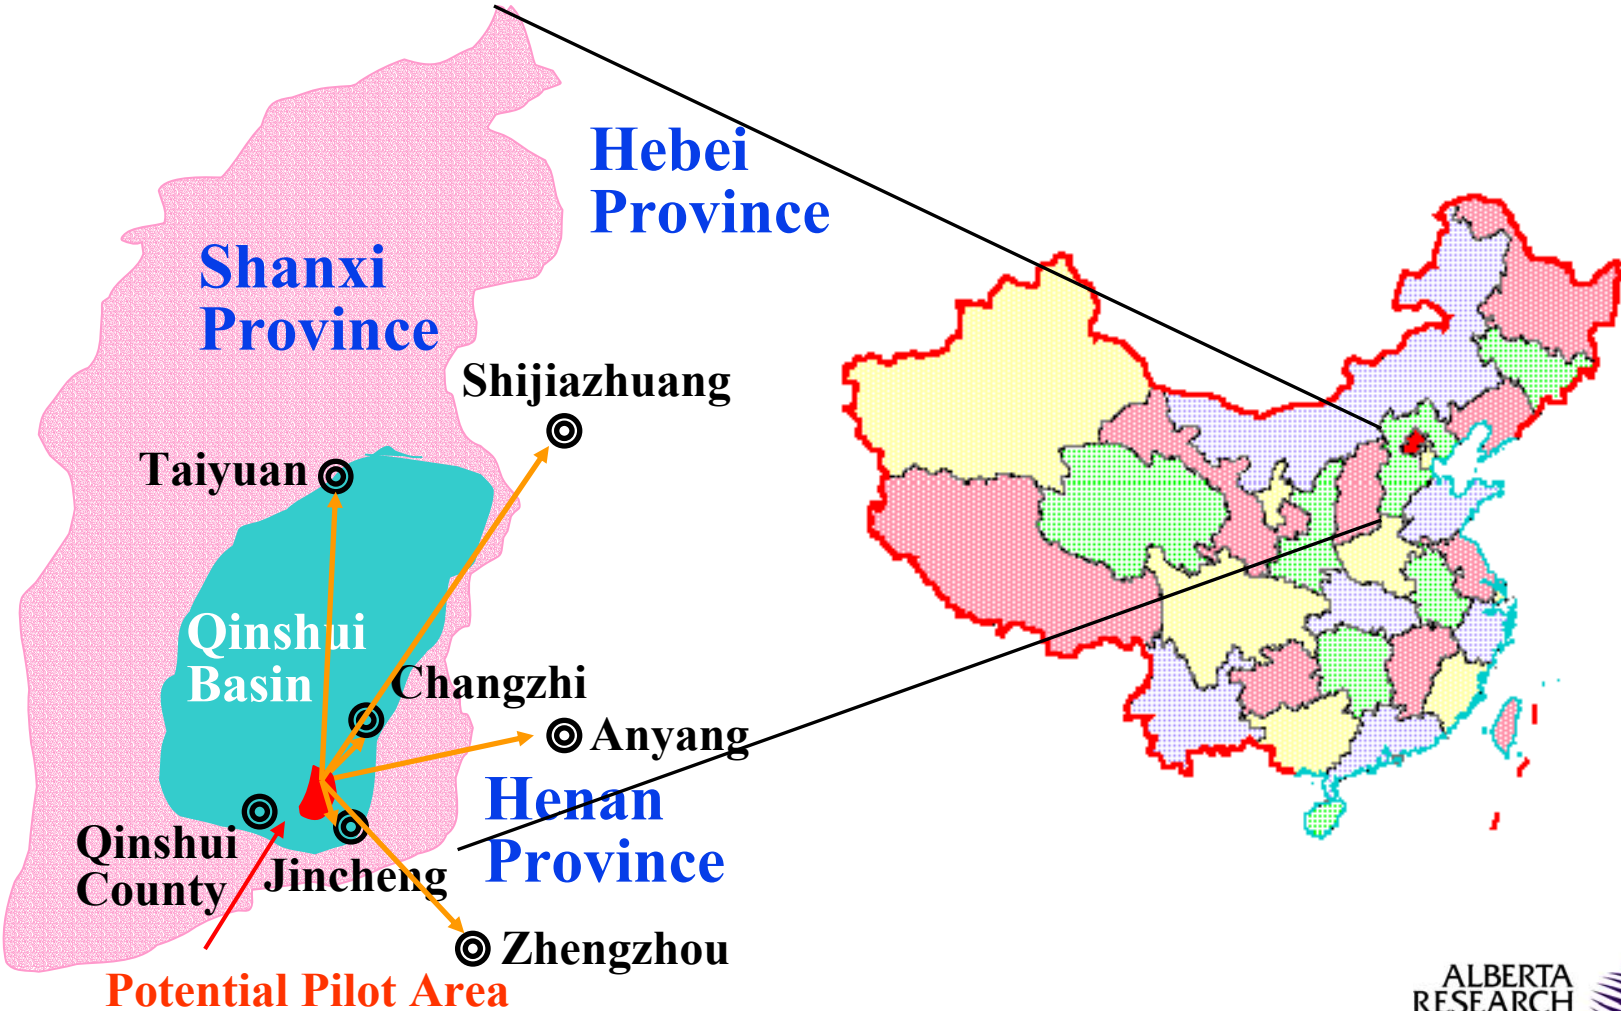 Hebei
Province
Shanxi
Province
Shijiazhuang
Taiyuan
Qinshui
Basin
Changzhi
Anyang
Henan
Province
Qinshui
County
Jincheng
Zhengzhou
Potential Pilot Area
ALBERTA
RESEARCH